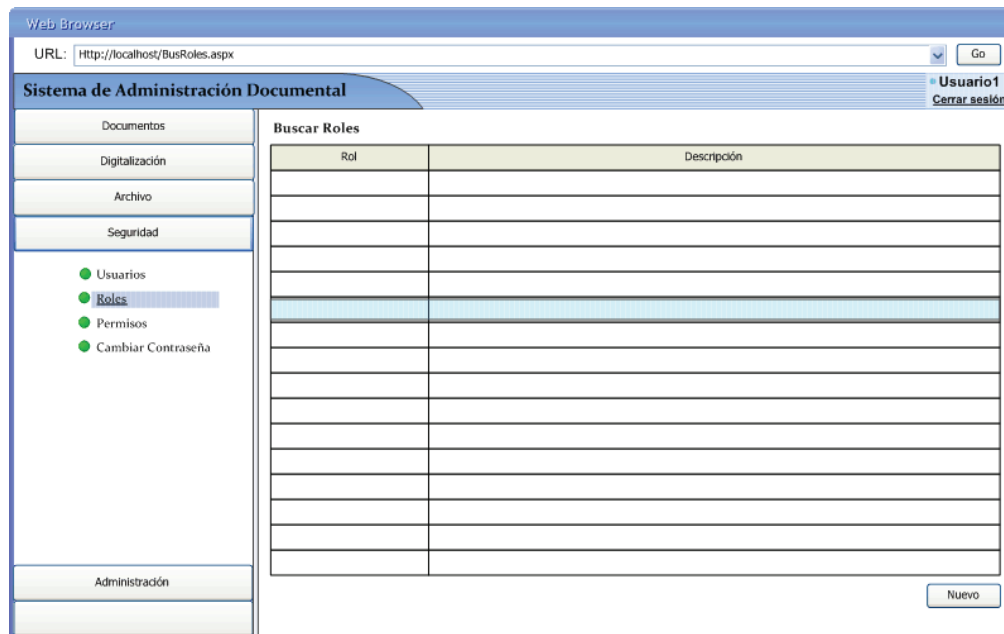 Web Browser
URL: Http://localhost/BusRoles.aspx
Go
Sistema de Administración Documental
Usuario1
Cerrar sesión
Documentos
Digitalización
Archivo
Seguridad
Usuarios
Roles
Permisos
Cambiar Contraseña
Administración
Buscar Roles
Rol Descripción
Nuevo